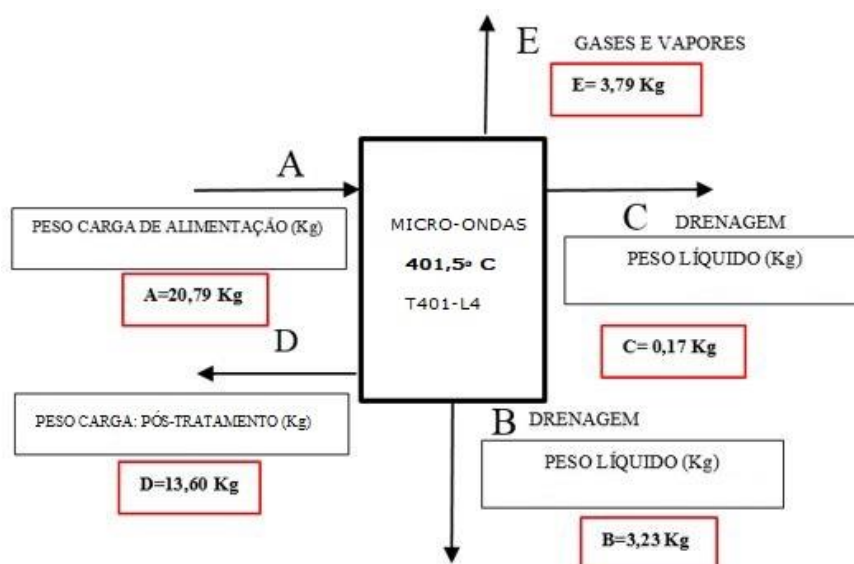 E GASES E VAPORES
E= 3,79 Kg
A
PESO CARGA DE ALIMENTAÇÃO (Kg)
A=20,79 Kg
MICRO-ONDAS
401,5º C
T401-L4
C DRENAGEM
PESO LÍQUIDO (Kg)
C= 0,17 Kg
D
PESO CARGA: PÓS-TRATAMENTO (Kg)
D=13,60 Kg
B DRENAGEM
PESO LÍQUIDO (Kg)
B=3,23 Kg